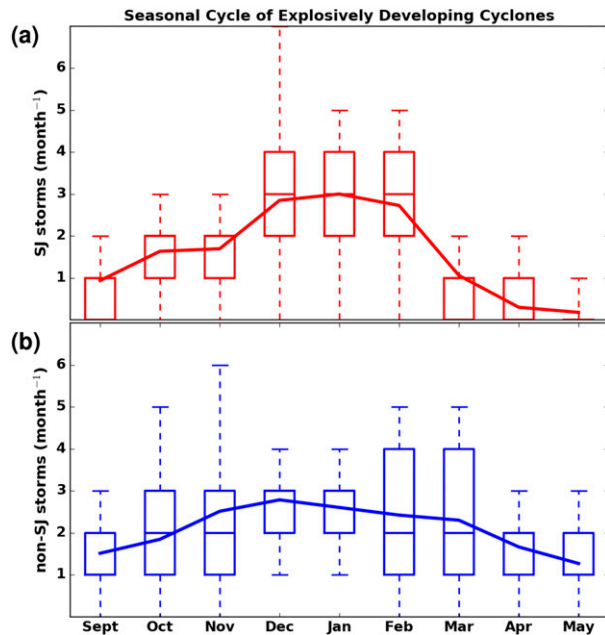 Seasonal Cycle of Explosively Developing Cyclones
(a)
SJ storms (month⁻¹)
6
5
4
3
2
1
(b)
non-SJ storms (month⁻¹)
6
5
4
3
2
1
Sept Oct Nov Dec Jan Feb Mar Apr May